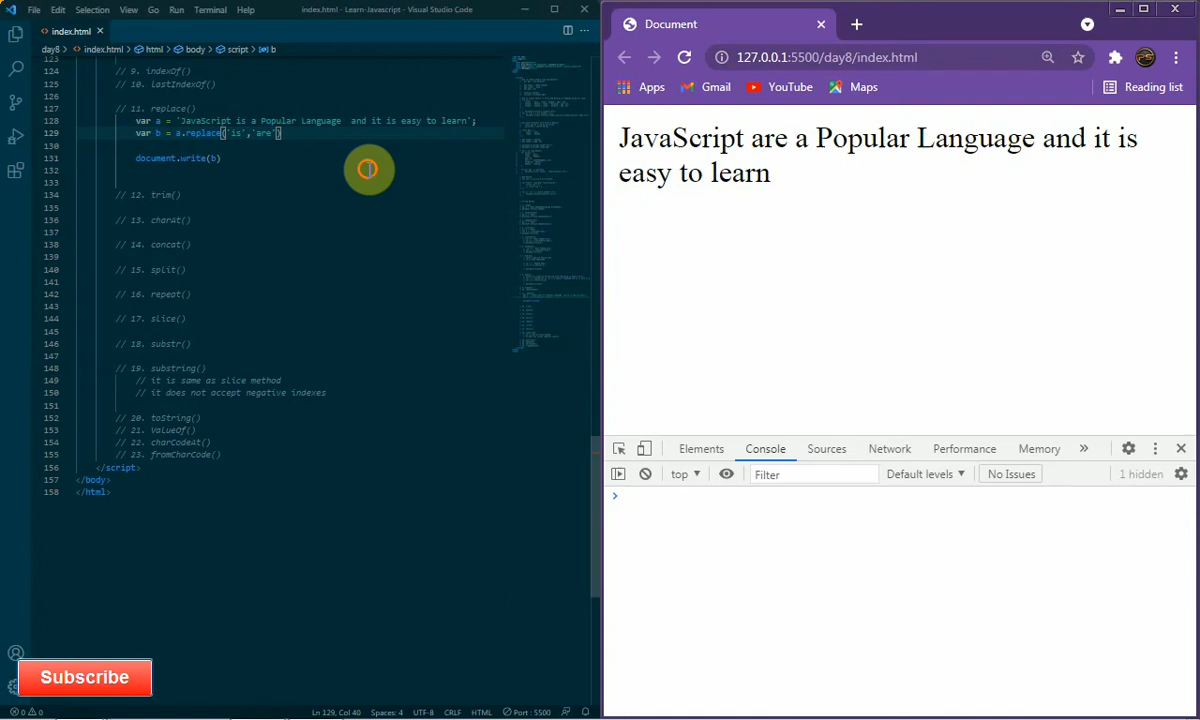 File Edit Selection View Go Run Terminal Help index.html - Learn-Javascript - Visual Studio Code
index.html
day8 > index.html > html > body > script > b
123
124 // 9. indexOf()
125 // 10. lastIndexOf()
126
127 // 11. replace()
128 var a = 'JavaScript is a Popular Language  and it is easy to learn';
129 var b = a.replace('is','are')
130
131 document.write(b)
132
133
134 // 12. trim()
135
136 // 13. charAt()
137
138 // 14. concat()
139
140 // 15. split()
141
142 // 16. repeat()
143
144 // 17. slice()
145
146 // 18. substr()
147
148 // 19. substring()
149 // it is same as slice method
150 // it does not accept negative indexes
151
152 // 20. toString()
153 // 21. ValueOf()
154 // 22. charCodeAt()
155 // 23. fromCharCode()
156 </script>
157 </body>
158 </html>
Subscribe
0 0 Ln 129, Col 40 Spaces: 4 UTF-8 CRLF HTML Port : 5500
Document
127.0.0.1:5500/day8/index.html
Apps Gmail YouTube Maps Reading list
JavaScript are a Popular Language and it is
easy to learn
Elements Console Sources Network Performance Memory »
top Filter Default levels No Issues 1 hidden